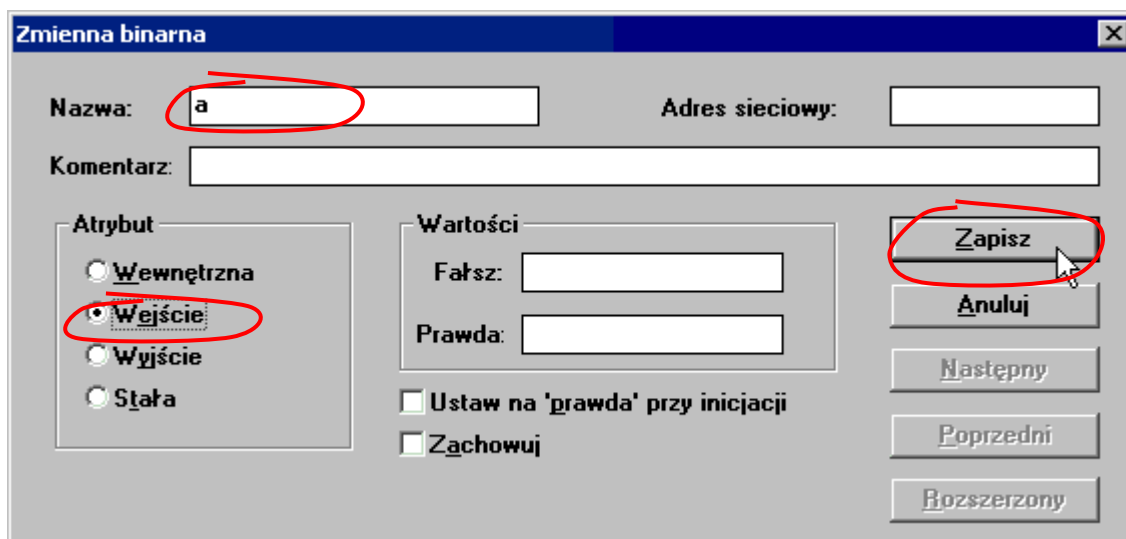 Zmienna binarna
Nazwa: a Adres sieciowy:
Komentarz:
Atrybut
Wewnętrzna
Wejście
Wyjście
Stała
Wartości
Fałsz:
Prawda:
Ustaw na 'prawda' przy inicjacji
Zachowuj
Zapisz
Anuluj
Następny
Poprzedni
Rozszerzony